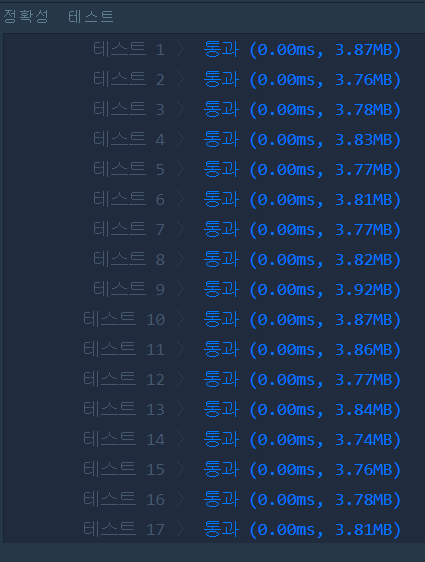 정확성 테스트
테스트 1 〉 통과 (0.00ms, 3.87MB)
테스트 2 〉 통과 (0.00ms, 3.76MB)
테스트 3 〉 통과 (0.00ms, 3.78MB)
테스트 4 〉 통과 (0.00ms, 3.83MB)
테스트 5 〉 통과 (0.00ms, 3.77MB)
테스트 6 〉 통과 (0.00ms, 3.81MB)
테스트 7 〉 통과 (0.00ms, 3.77MB)
테스트 8 〉 통과 (0.00ms, 3.82MB)
테스트 9 〉 통과 (0.00ms, 3.92MB)
테스트 10 〉 통과 (0.00ms, 3.87MB)
테스트 11 〉 통과 (0.00ms, 3.86MB)
테스트 12 〉 통과 (0.00ms, 3.77MB)
테스트 13 〉 통과 (0.00ms, 3.84MB)
테스트 14 〉 통과 (0.00ms, 3.74MB)
테스트 15 〉 통과 (0.00ms, 3.76MB)
테스트 16 〉 통과 (0.00ms, 3.78MB)
테스트 17 〉 통과 (0.00ms, 3.81MB)